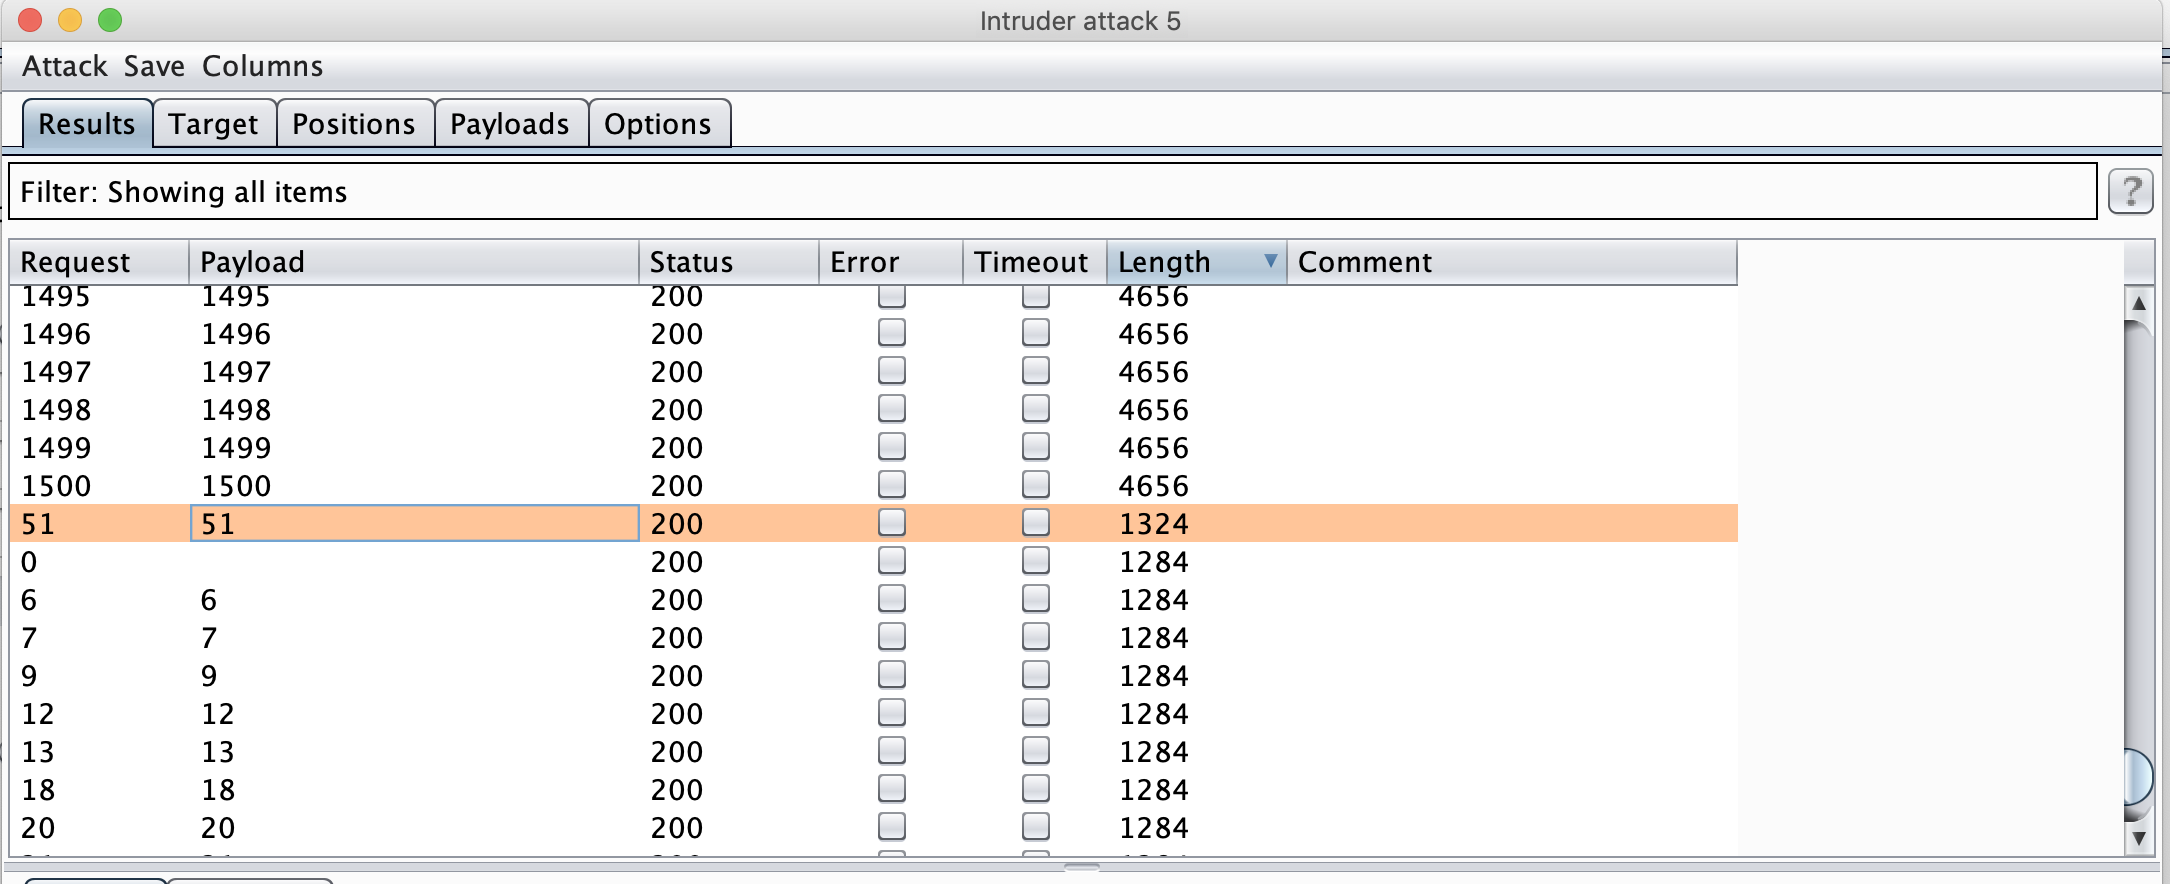 Intruder attack 5
Attack Save Columns
Results Target Positions Payloads Options
Filter: Showing all items
?
Request Payload Status Error Timeout Length Comment
1495 1495 200 4656
1496 1496 200 4656
1497 1497 200 4656
1498 1498 200 4656
1499 1499 200 4656
1500 1500 200 4656
51 51 200 1324
0 200 1284
6 6 200 1284
7 7 200 1284
9 9 200 1284
12 12 200 1284
13 13 200 1284
18 18 200 1284
20 20 200 1284